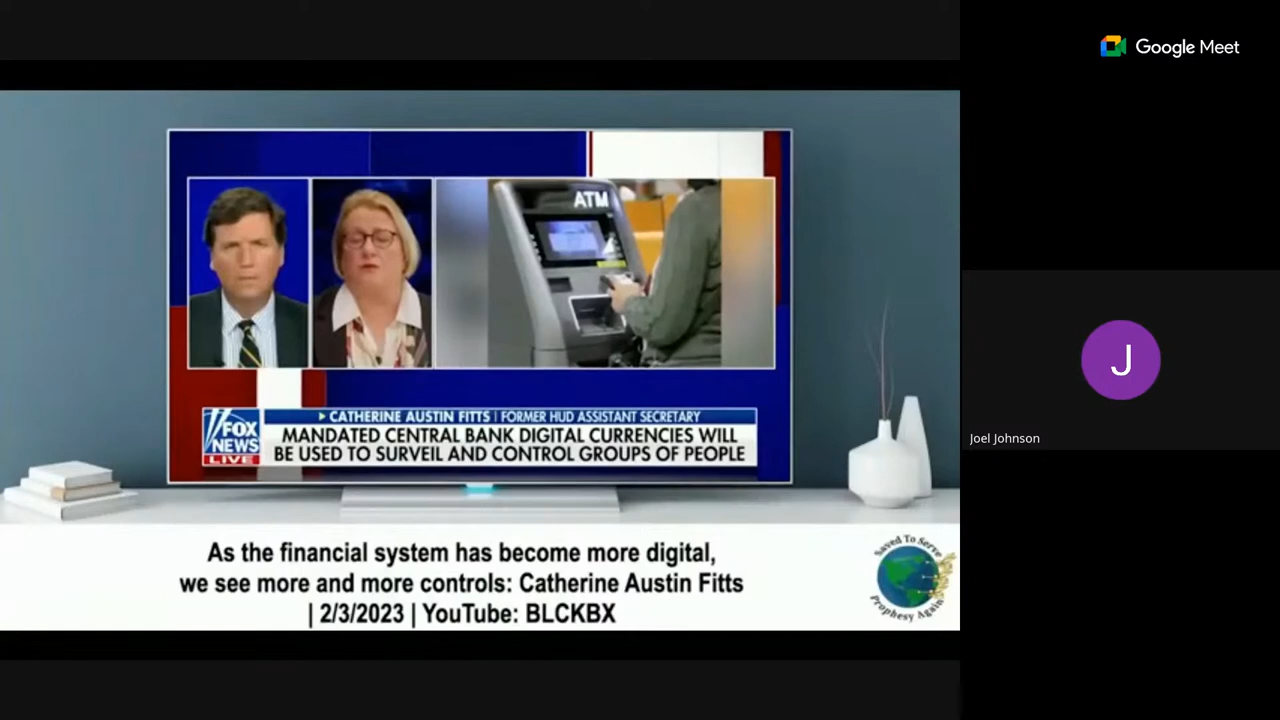 Google Meet
ATM
CATHERINE AUSTIN FITTS | FORMER HUD ASSISTANT SECRETARY
FOX
NEWS
LIVE
MANDATED CENTRAL BANK DIGITAL CURRENCIES WILL
BE USED TO SURVEIL AND CONTROL GROUPS OF PEOPLE
J
Joel Johnson
As the financial system has become more digital,
we see more and more controls: Catherine Austin Fitts
| 2/3/2023 | YouTube: BLCKBX
Saved To Serve
Prophesy Again